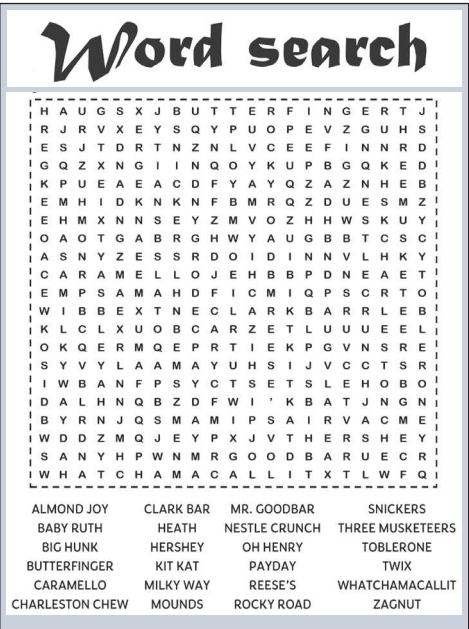 Word search
H A U G S X J B U T T E R F I N G E R T J
R J R V X E Y S Q Y P U O P E V Z G U H S
E S J T D R T N Z N L V C E E F I N N R D
G Q Z X N G I I N Q O Y K U P B G Q K E D
K P U E A E A C D F Y A Y Q Z A Z N H E B
E M H I D K N K N F B M R Q Z D U E S M Z
E H M X N N S E Y Z M V O Z H H W S K U Y
O A O T G A B R G H W Y A U G B B T C S C
A S N Y Z E S S R D O I D I N N V L H K Y
C A R A M E L L O J E H B B P D N E A E T
E M P S A M A H D F I C M I Q P S C R T O
W I B B E X T N E C L A R K B A R R L E B
K L C L X U O B C A R Z E T L U U U E E L
O K Q E R M Q E P R T I E K P G V N S R E
S Y V Y L A A M A Y U H S I J V C C T S R
I W B A N F P S Y C T S E T S L E H O B O
D A L H N Q B Z D F W I ' K B A T J N G N
B Y R N J Q S M A M I P S A I R V A C M E
W D D Z M Q J E Y P X J V T H E R S H E Y
S A N Y H P W N M R G O O D B A R U E C R
W H A T C H A M A C A L L I T X T L W F Q
ALMOND JOY CLARK BAR MR. GOODBAR SNICKERS
BABY RUTH HEATH NESTLE CRUNCH THREE MUSKETEERS
BIG HUNK HERSHEY OH HENRY TOBLERONE
BUTTERFINGER KIT KAT PAYDAY TWIX
CARAMELLO MILKY WAY REESE'S WHATCHAMACALLIT
CHARLESTON CHEW MOUNDS ROCKY ROAD ZAGNUT